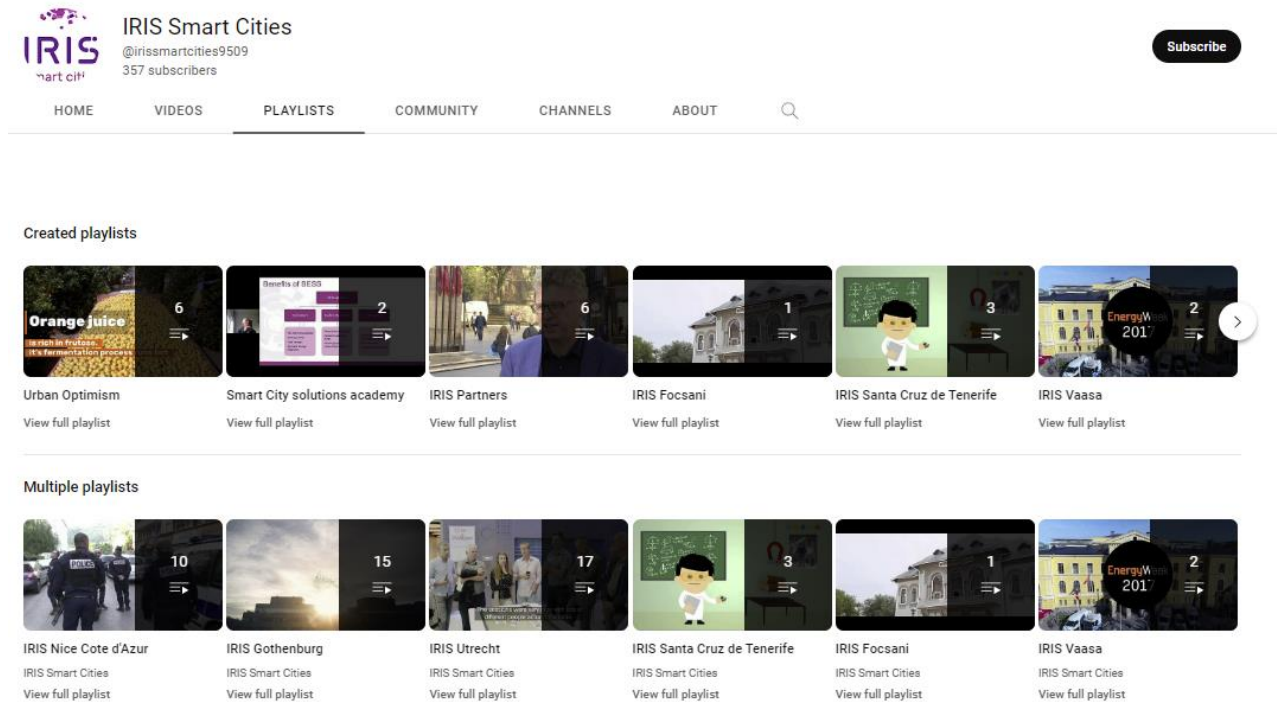 IRIS
IRIS Smart Cities
@irissmartcities9509
357 subscribers
Subscribe
HOME VIDEOS PLAYLISTS COMMUNITY CHANNELS ABOUT
Created playlists
Orange juice
is rich in frutose.
it's fermentation process
6
Benefits of SESS
2
6
1
3
EnergyW
2017
2
Urban Optimism
Smart City solutions academy
IRIS Partners
IRIS Focsani
IRIS Santa Cruz de Tenerife
IRIS Vaasa
View full playlist
View full playlist
View full playlist
View full playlist
View full playlist
View full playlist
Multiple playlists
POLICE
10
15
17
3
1
EnergyWeek
2017
2
IRIS Nice Cote d'Azur
IRIS Gothenburg
IRIS Utrecht
IRIS Santa Cruz de Tenerife
IRIS Focsani
IRIS Vaasa
IRIS Smart Cities
IRIS Smart Cities
IRIS Smart Cities
IRIS Smart Cities
IRIS Smart Cities
IRIS Smart Cities
View full playlist
View full playlist
View full playlist
View full playlist
View full playlist
View full playlist